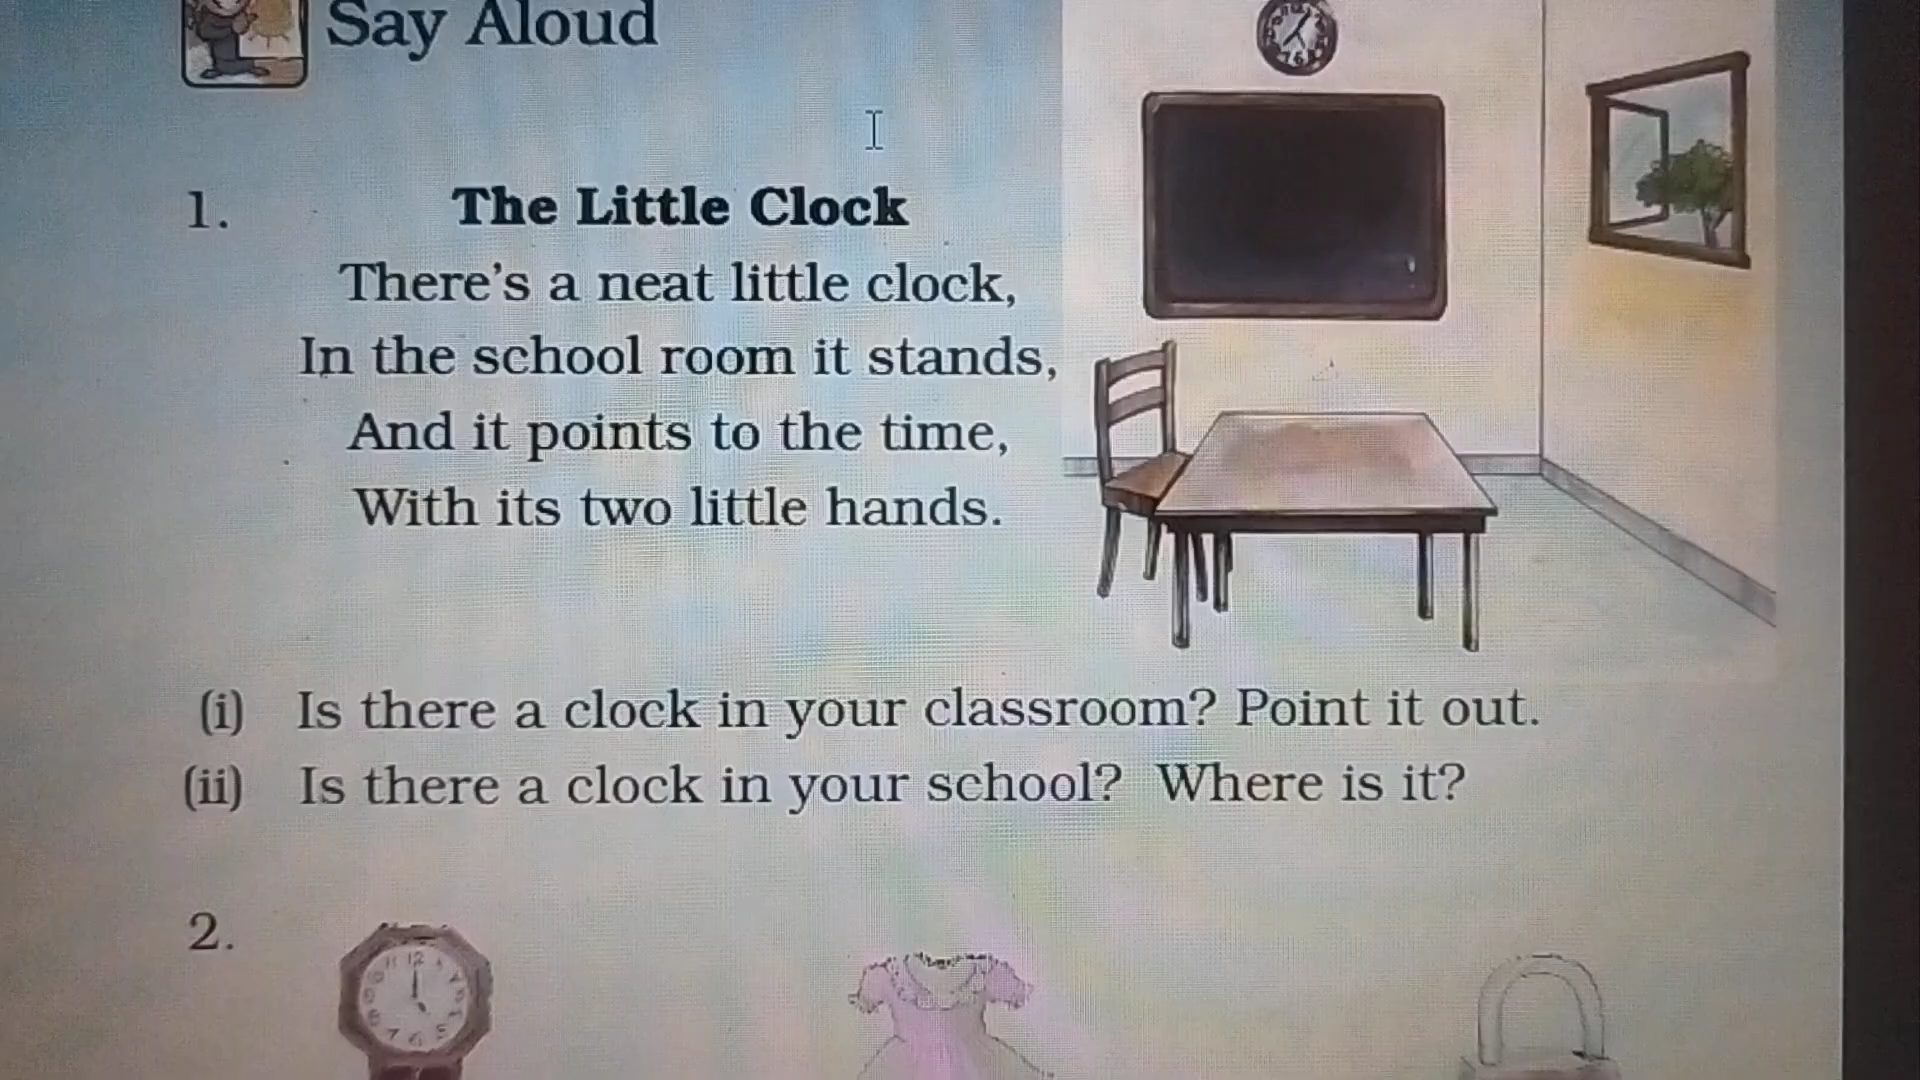 Say Aloud
1. The Little Clock
There's a neat little clock,
In the school room it stands,
And it points to the time,
With its two little hands.
(i) Is there a clock in your classroom? Point it out.
(ii) Is there a clock in your school? Where is it?
2.